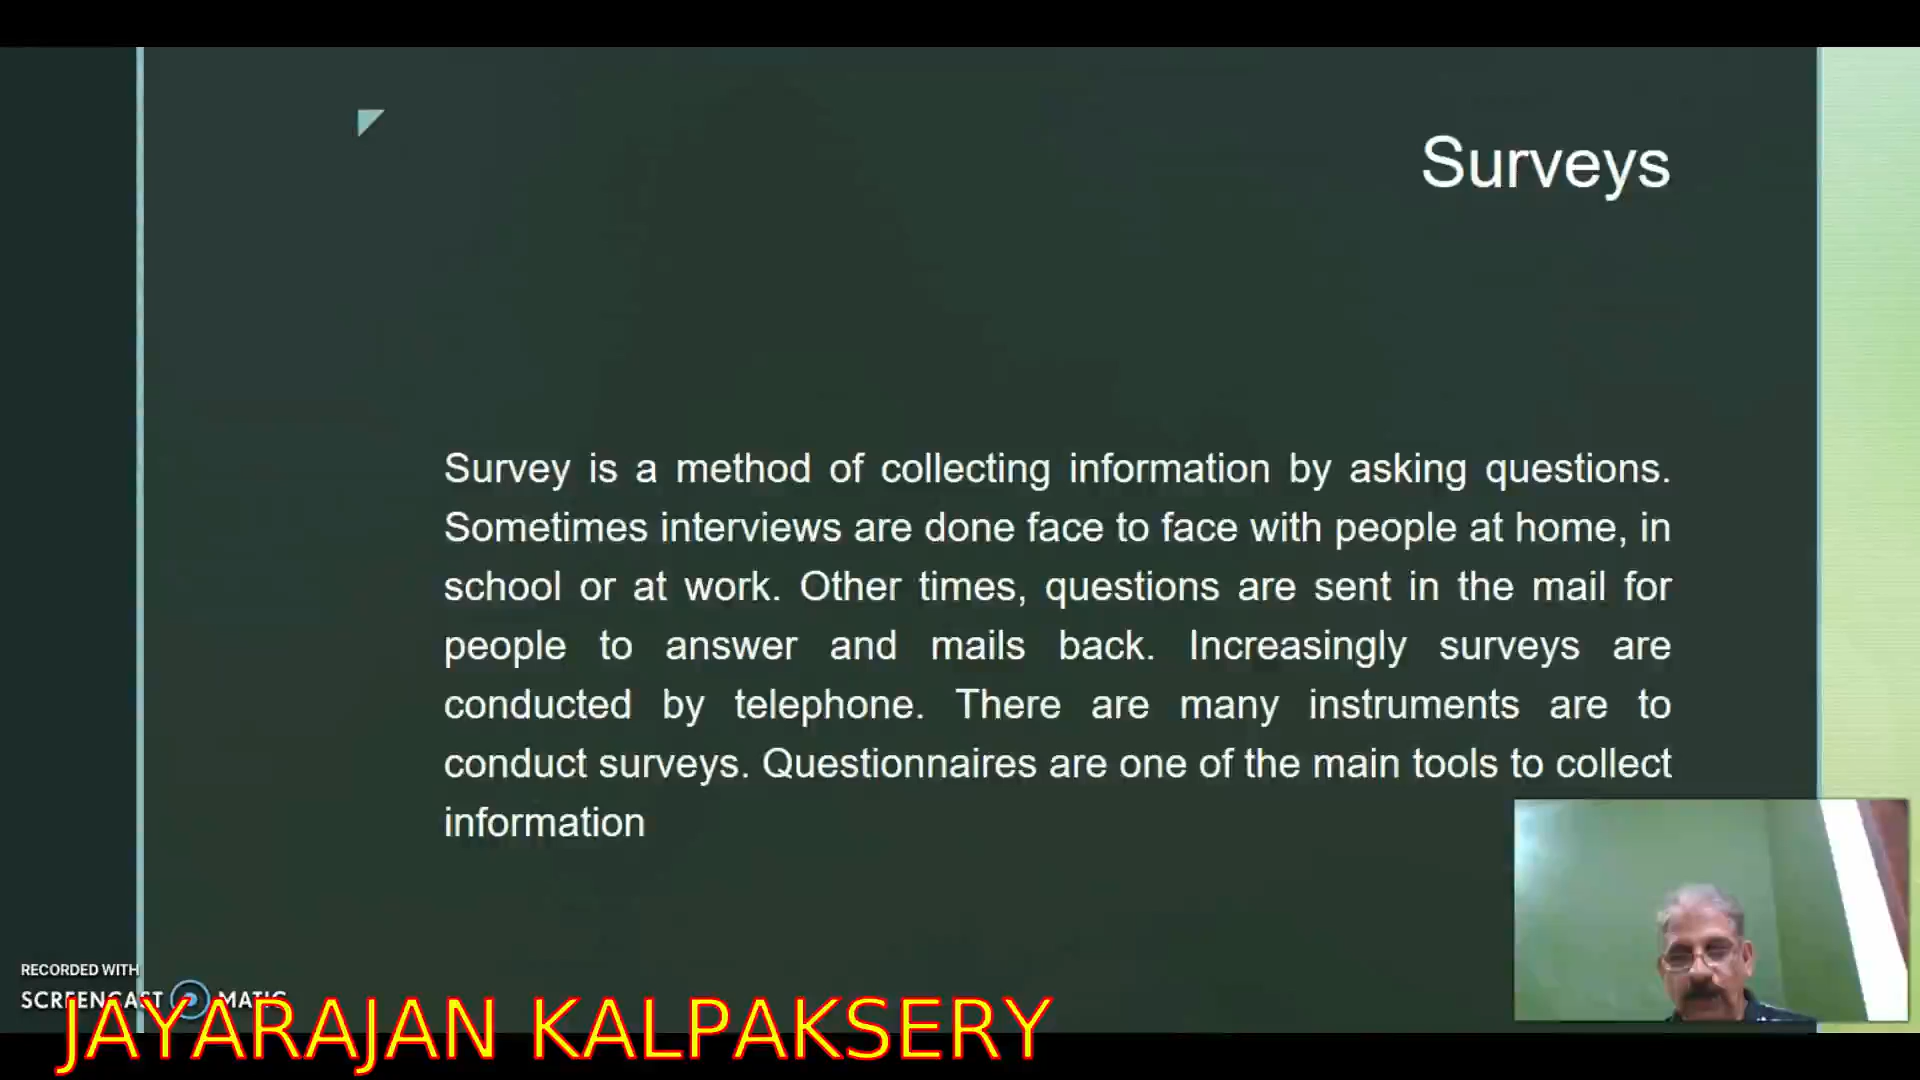 Surveys
Survey is a method of collecting information by asking questions.
Sometimes interviews are done face to face with people at home, in
school or at work. Other times, questions are sent in the mail for
people to answer and mails back. Increasingly surveys are
conducted by telephone. There are many instruments are to
conduct surveys. Questionnaires are one of the main tools to collect
information
RECORDED WITH
SCREENCAST MATIC
JAYARAJAN KALPAKSERY